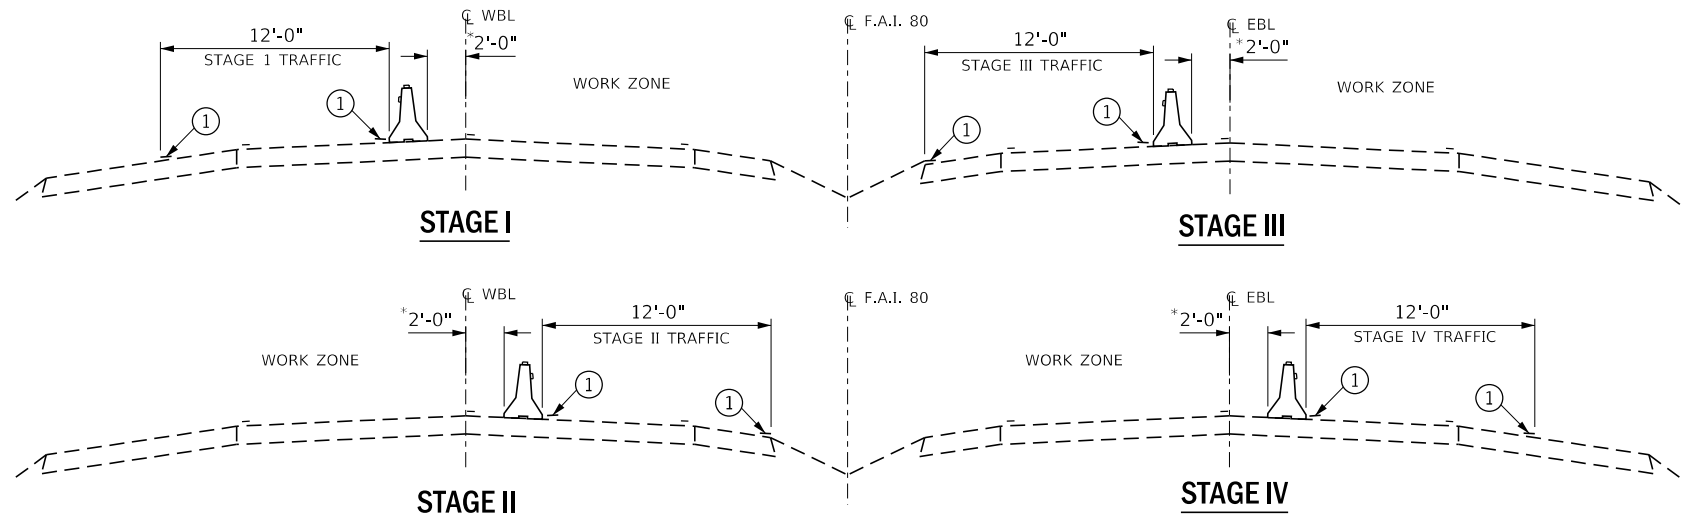 ℄ WBL
12'-0"
*2'-0"
STAGE 1 TRAFFIC
WORK ZONE
1
1
STAGE I
℄ F.A.I. 80
℄ EBL
12'-0"
*2'-0"
STAGE III TRAFFIC
WORK ZONE
1
1
STAGE III
℄ WBL
*2'-0"
12'-0"
STAGE II TRAFFIC
WORK ZONE
1
1
STAGE II
℄ F.A.I. 80
℄ EBL
*2'-0"
12'-0"
STAGE IV TRAFFIC
WORK ZONE
1
1
STAGE IV